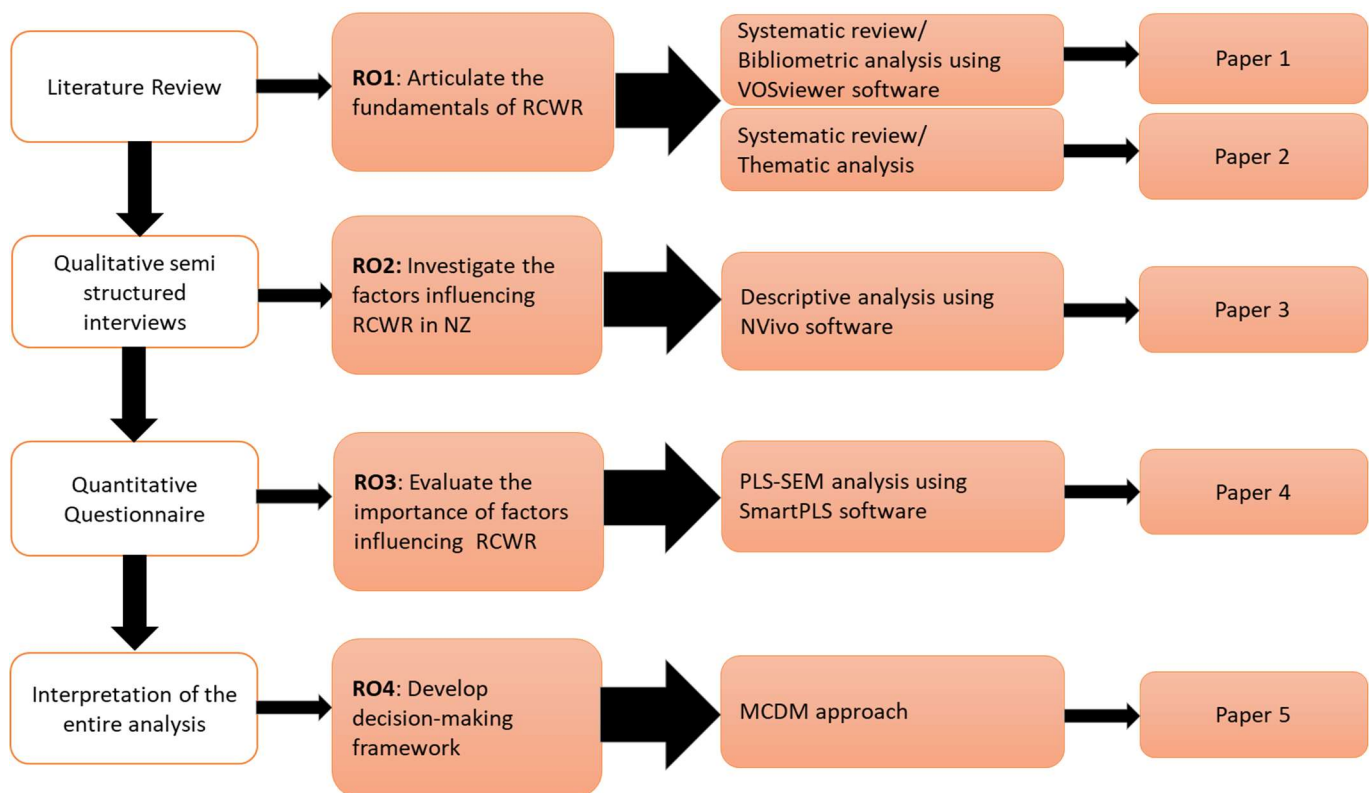 Literature Review
RO1: Articulate the
fundamentals of RCWR
Systematic review/
Bibliometric analysis using
VOSviewer software
Paper 1
Systematic review/
Thematic analysis
Paper 2
Qualitative semi
structured
interviews
RO2: Investigate the
factors influencing
RCWR in NZ
Descriptive analysis using
NVivo software
Paper 3
Quantitative
Questionnaire
RO3: Evaluate the
importance of factors
influencing RCWR
PLS-SEM analysis using
SmartPLS software
Paper 4
Interpretation of the
entire analysis
RO4: Develop
decision-making
framework
MCDM approach
Paper 5